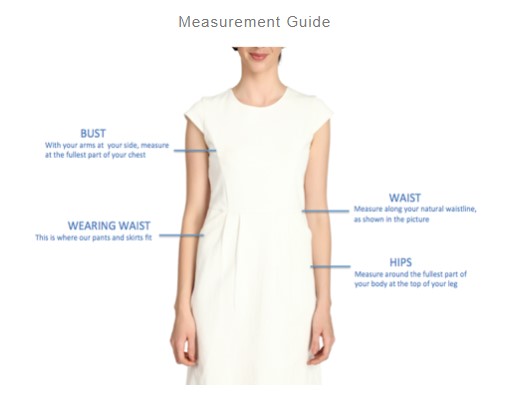 Measurement Guide
BUST
With your arms at your side, measure
at the fullest part of your chest
WAIST
Measure along your natural waistline,
as shown in the picture
WEARING WAIST
This is where our pants and skirts fit
HIPS
Measure around the fullest part of
your body at the top of your leg